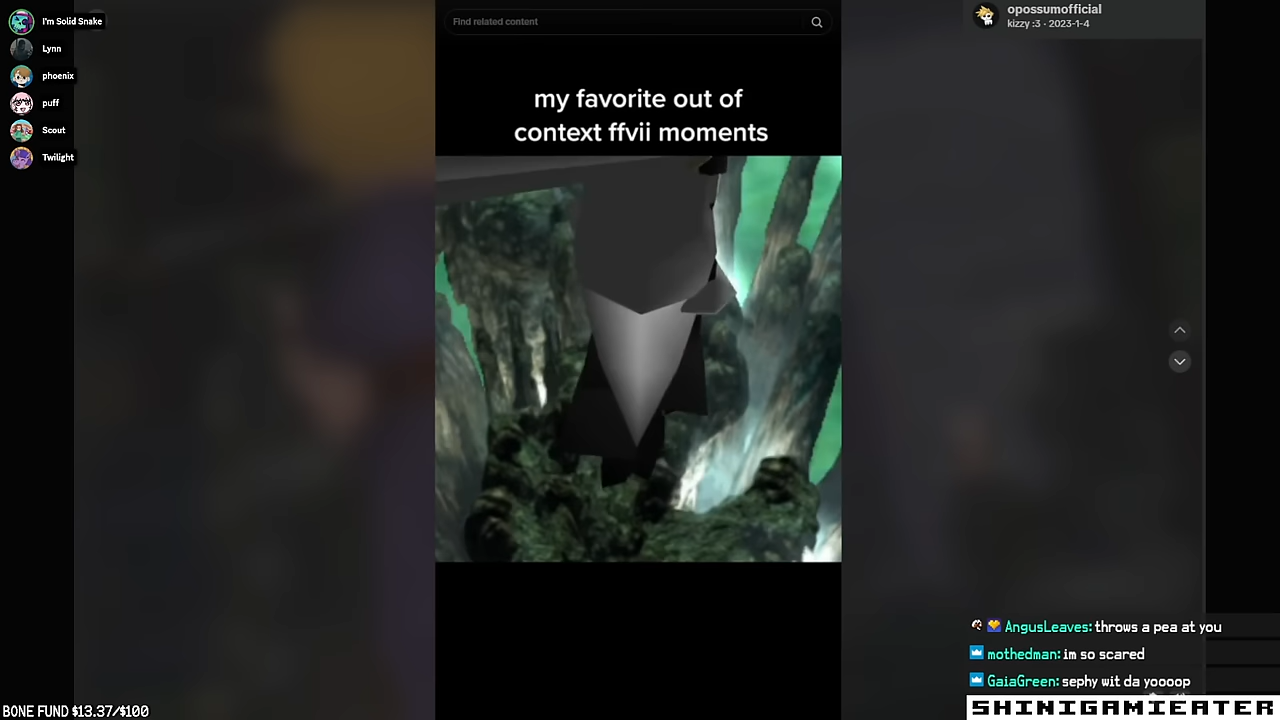 I'm Solid Snake
Lynn
phoenix
puff
Scout
Twilight
Find related content
my favorite out of
context ffvii moments
opossumofficial
kizzy :3 · 2023-1-4
AngusLeaves: throws a pea at you
mothedman: im so scared
GaiaGreen: sephy wit da yoooop
BONE FUND $13.37/$100
SHINIGAMIEATER